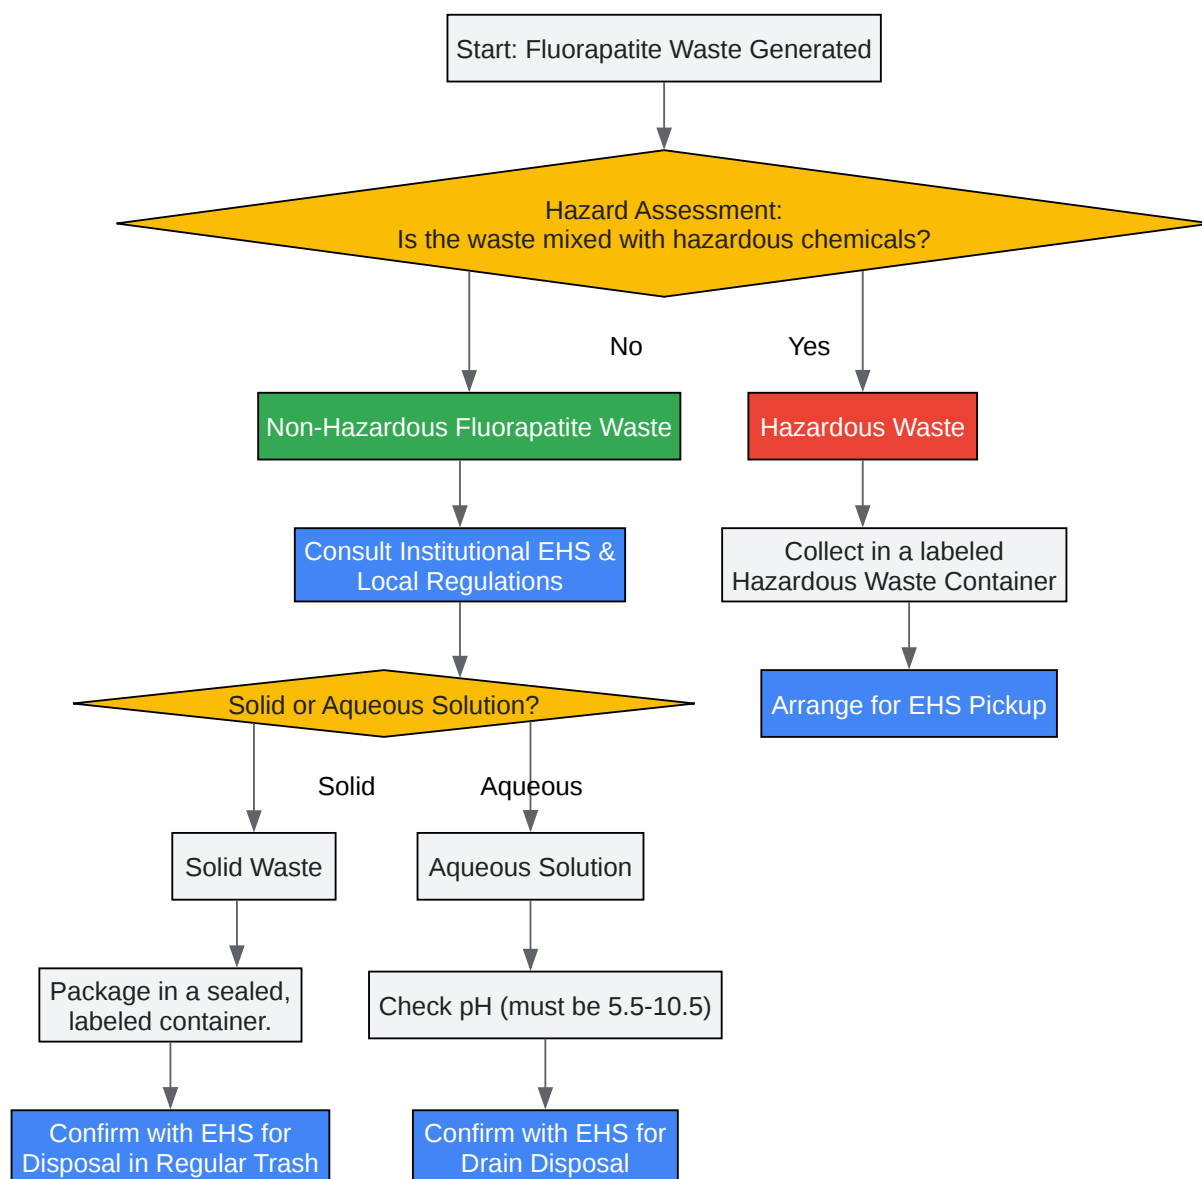 Start: Fluorapatite Waste Generated
Hazard Assessment:
Is the waste mixed with hazardous chemicals?
No
Yes
Non-Hazardous Fluorapatite Waste
Hazardous Waste
Consult Institutional EHS &
Local Regulations
Collect in a labeled
Hazardous Waste Container
Solid or Aqueous Solution?
Arrange for EHS Pickup
Solid
Aqueous
Solid Waste
Aqueous Solution
Package in a sealed,
labeled container.
Check pH (must be 5.5-10.5)
Confirm with EHS for
Disposal in Regular Trash
Confirm with EHS for
Drain Disposal